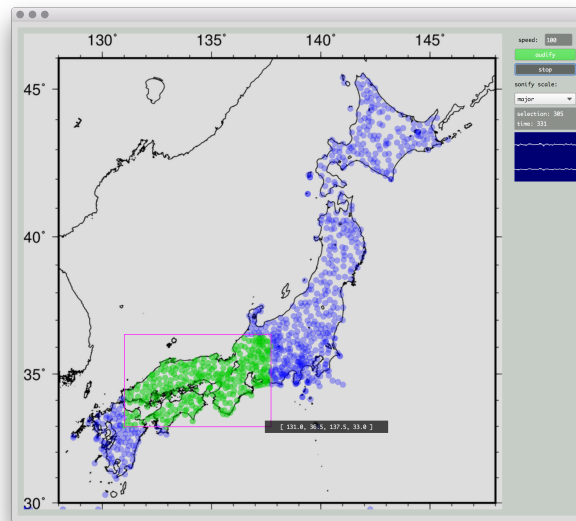 130° 135° 140° 145°
45°
40°
35°
30°
[ 131.0, 36.5, 137.5, 33.0 ]
speed: 100
audify
stop
sonify scale:
major
selection: 305
time: 331